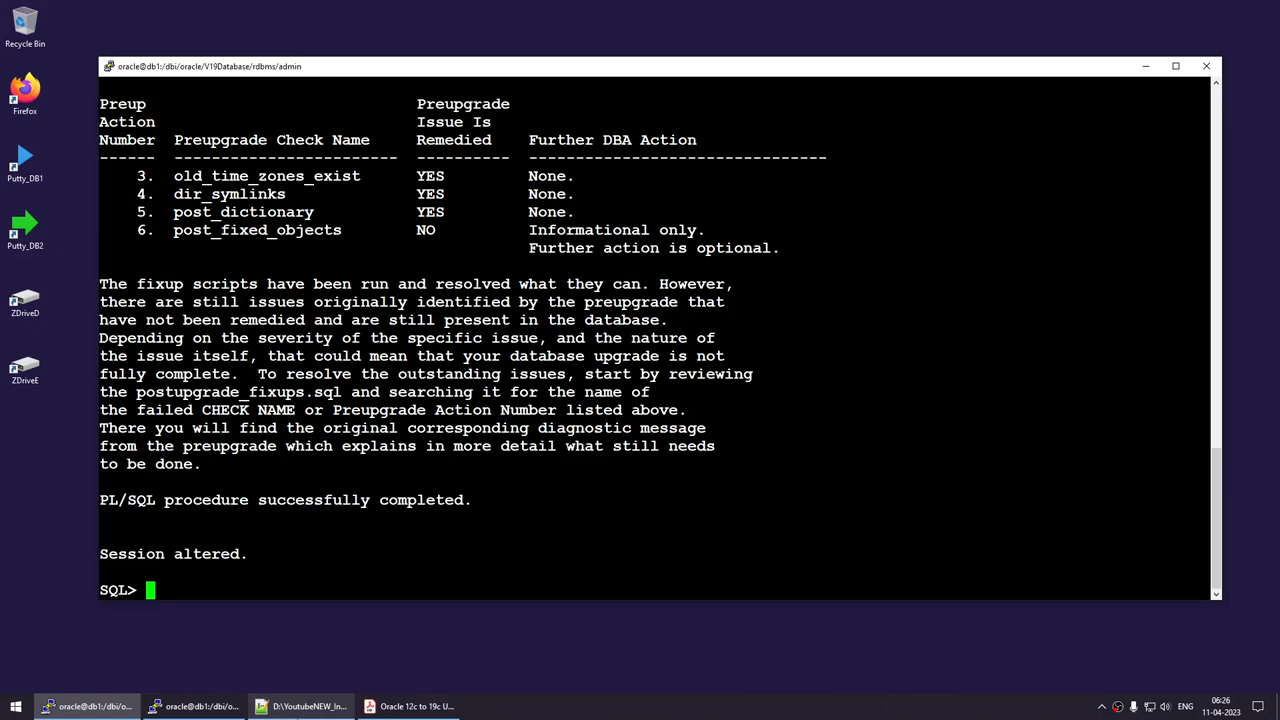 Recycle Bin
Firefox
Putty_DB1
Putty_DB2
ZDriveD
ZDriveE
oracle@db1:/dbi/oracle/V19Database/rdbms/admin
Preup Preupgrade
Action Issue Is
Number Preupgrade Check Name Remedied Further DBA Action
------ ------------------------ ---------- --------------------------------
3. old_time_zones_exist YES None.
4. dir_symlinks YES None.
5. post_dictionary YES None.
6. post_fixed_objects NO Informational only.
Further action is optional.
The fixup scripts have been run and resolved what they can. However,
there are still issues originally identified by the preupgrade that
have not been remedied and are still present in the database.
Depending on the severity of the specific issue, and the nature of
the issue itself, that could mean that your database upgrade is not
fully complete.  To resolve the outstanding issues, start by reviewing
the postupgrade_fixups.sql and searching it for the name of
the failed CHECK NAME or Preupgrade Action Number listed above.
There you will find the original corresponding diagnostic message
from the preupgrade which explains in more detail what still needs
to be done.
PL/SQL procedure successfully completed.
Session altered.
SQL>
oracle@db1:/dbi/o...
oracle@db1:/dbi/o...
D:\YoutubeNEW_In...
Oracle 12c to 19c U...
ENG
06:26
11-04-2023